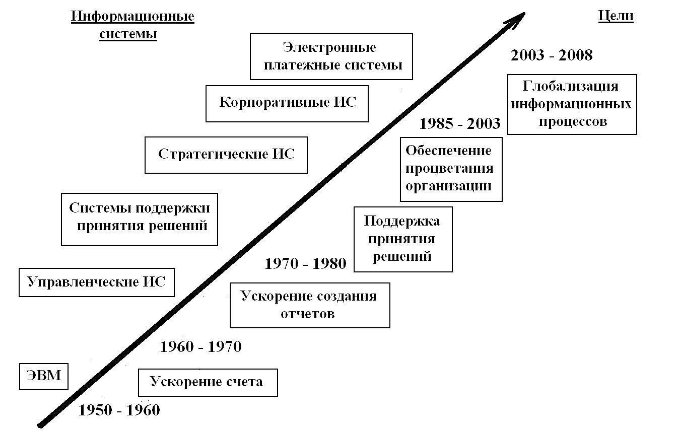 Информационные
системы
Цели
Электронные
платежные системы
2003 - 2008
Глобализация
информационных
процессов
Корпоративные ИС
1985 - 2003
Стратегические ИС
Обеспечение
процветания
организации
Системы поддержки
принятия решений
Поддержка
принятия
решений
1970 - 1980
Управленческие ИС
Ускорение создания
отчетов
1960 - 1970
ЭВМ
Ускорение счета
1950 - 1960